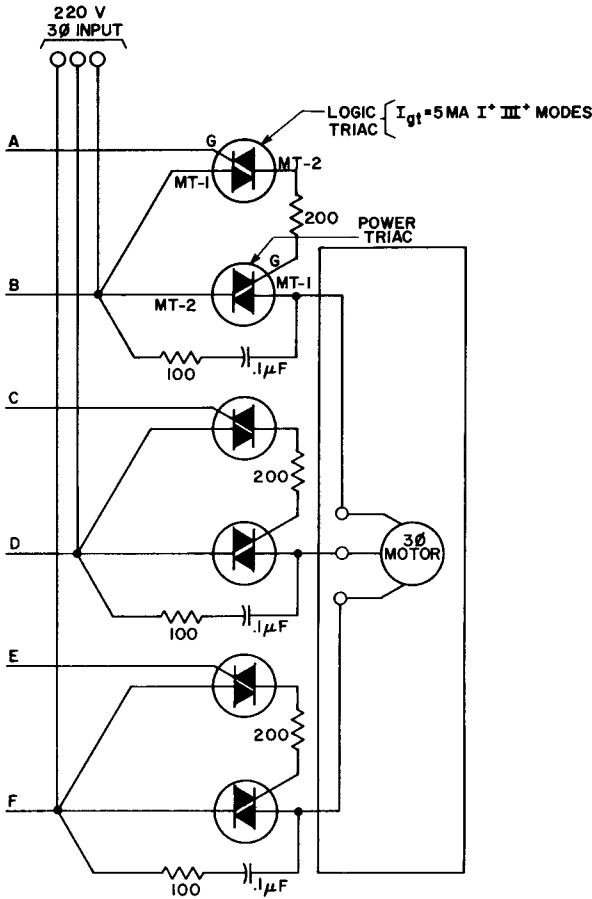 220 V
3Ø INPUT
LOGIC TRIAC { Igt = 5 MA I⁺ III⁺ MODES
A
G
MT-2
MT-1
200
POWER TRIAC
G
MT-1
B
MT-2
100
.1μF
C
200
D
3Ø MOTOR
100
.1μF
E
200
F
100
.1μF